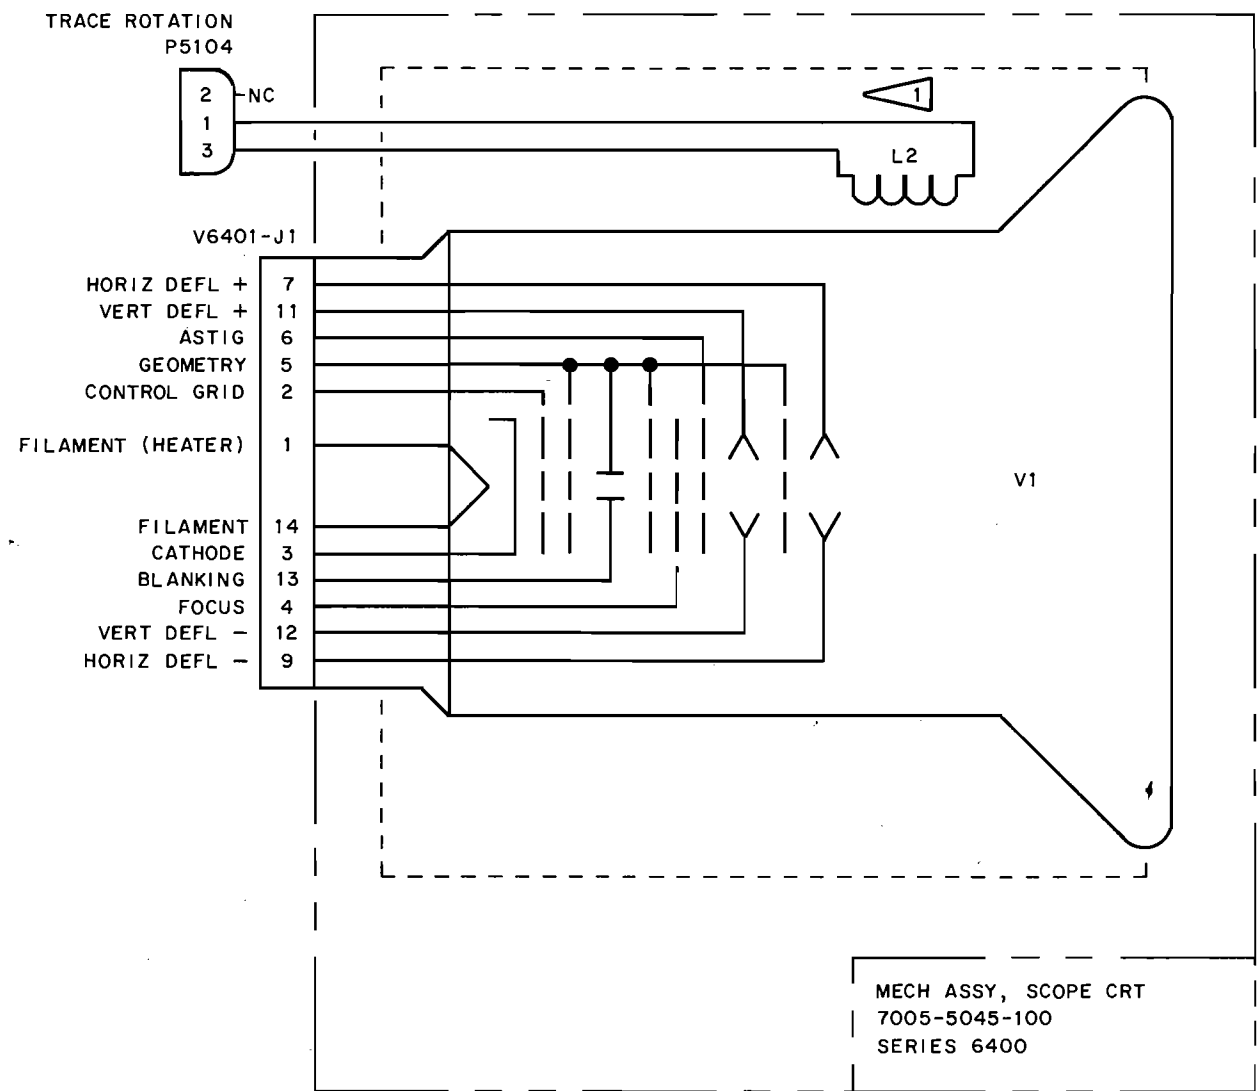 TRACE ROTATION
P5104
2 NC
1
3
1
L2
V6401-J1
HORIZ DEFL + 7
VERT DEFL + 11
ASTIG 6
GEOMETRY 5
CONTROL GRID 2
FILAMENT (HEATER) 1
V1
FILAMENT 14
CATHODE 3
BLANKING 13
FOCUS 4
VERT DEFL - 12
HORIZ DEFL - 9
MECH ASSY, SCOPE CRT
7005-5045-100
SERIES 6400